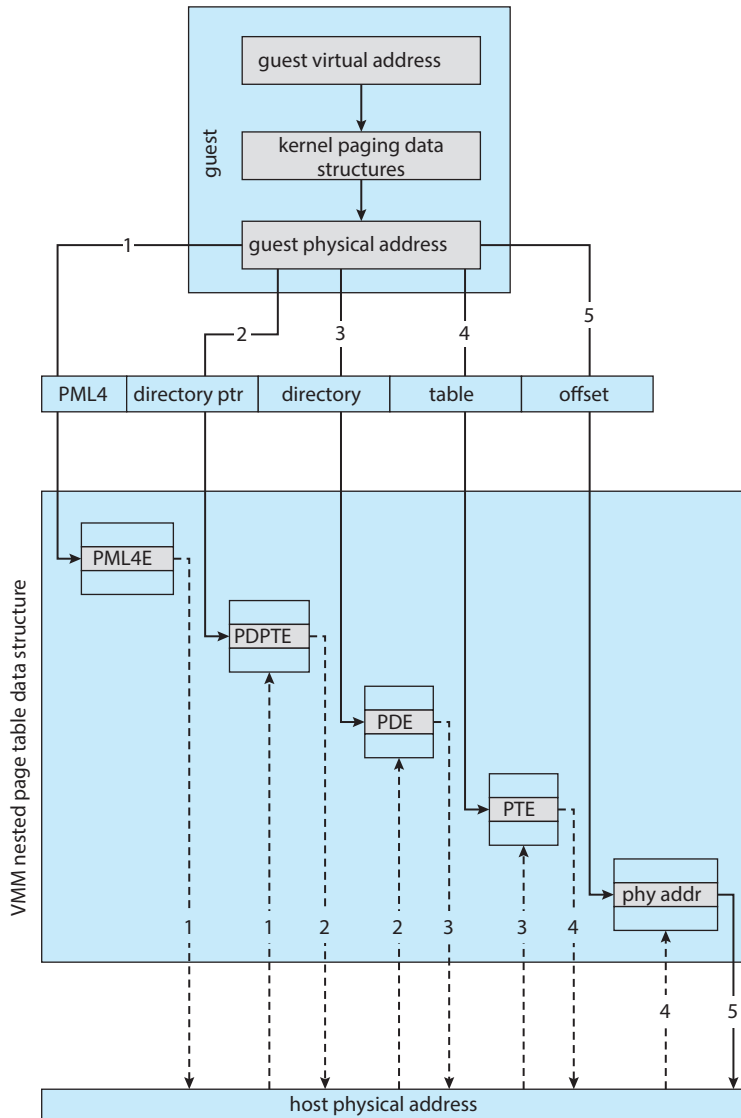 guest virtual address
kernel paging data
structures
guest
guest physical address
1
2
3
4
5
PML4
directory ptr
directory
table
offset
VMM nested page table data structure
PML4E
PDPTE
PDE
PTE
phy addr
1
1
2
2
3
3
4
4
5
host physical address